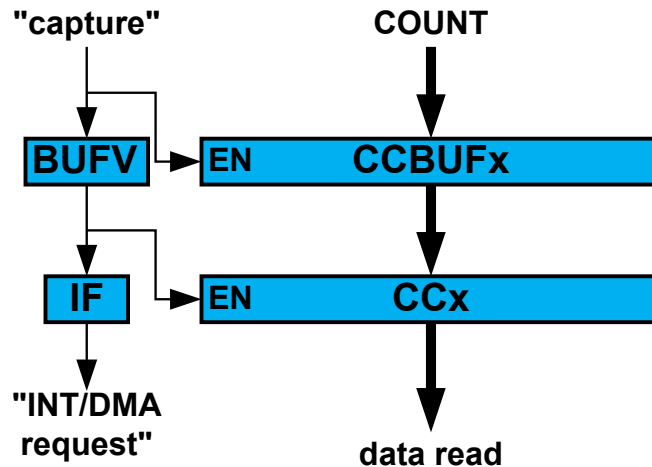 "capture"
COUNT
BUFV
EN
CCBUFx
IF
EN
CCx
"INT/DMA
request"
data read